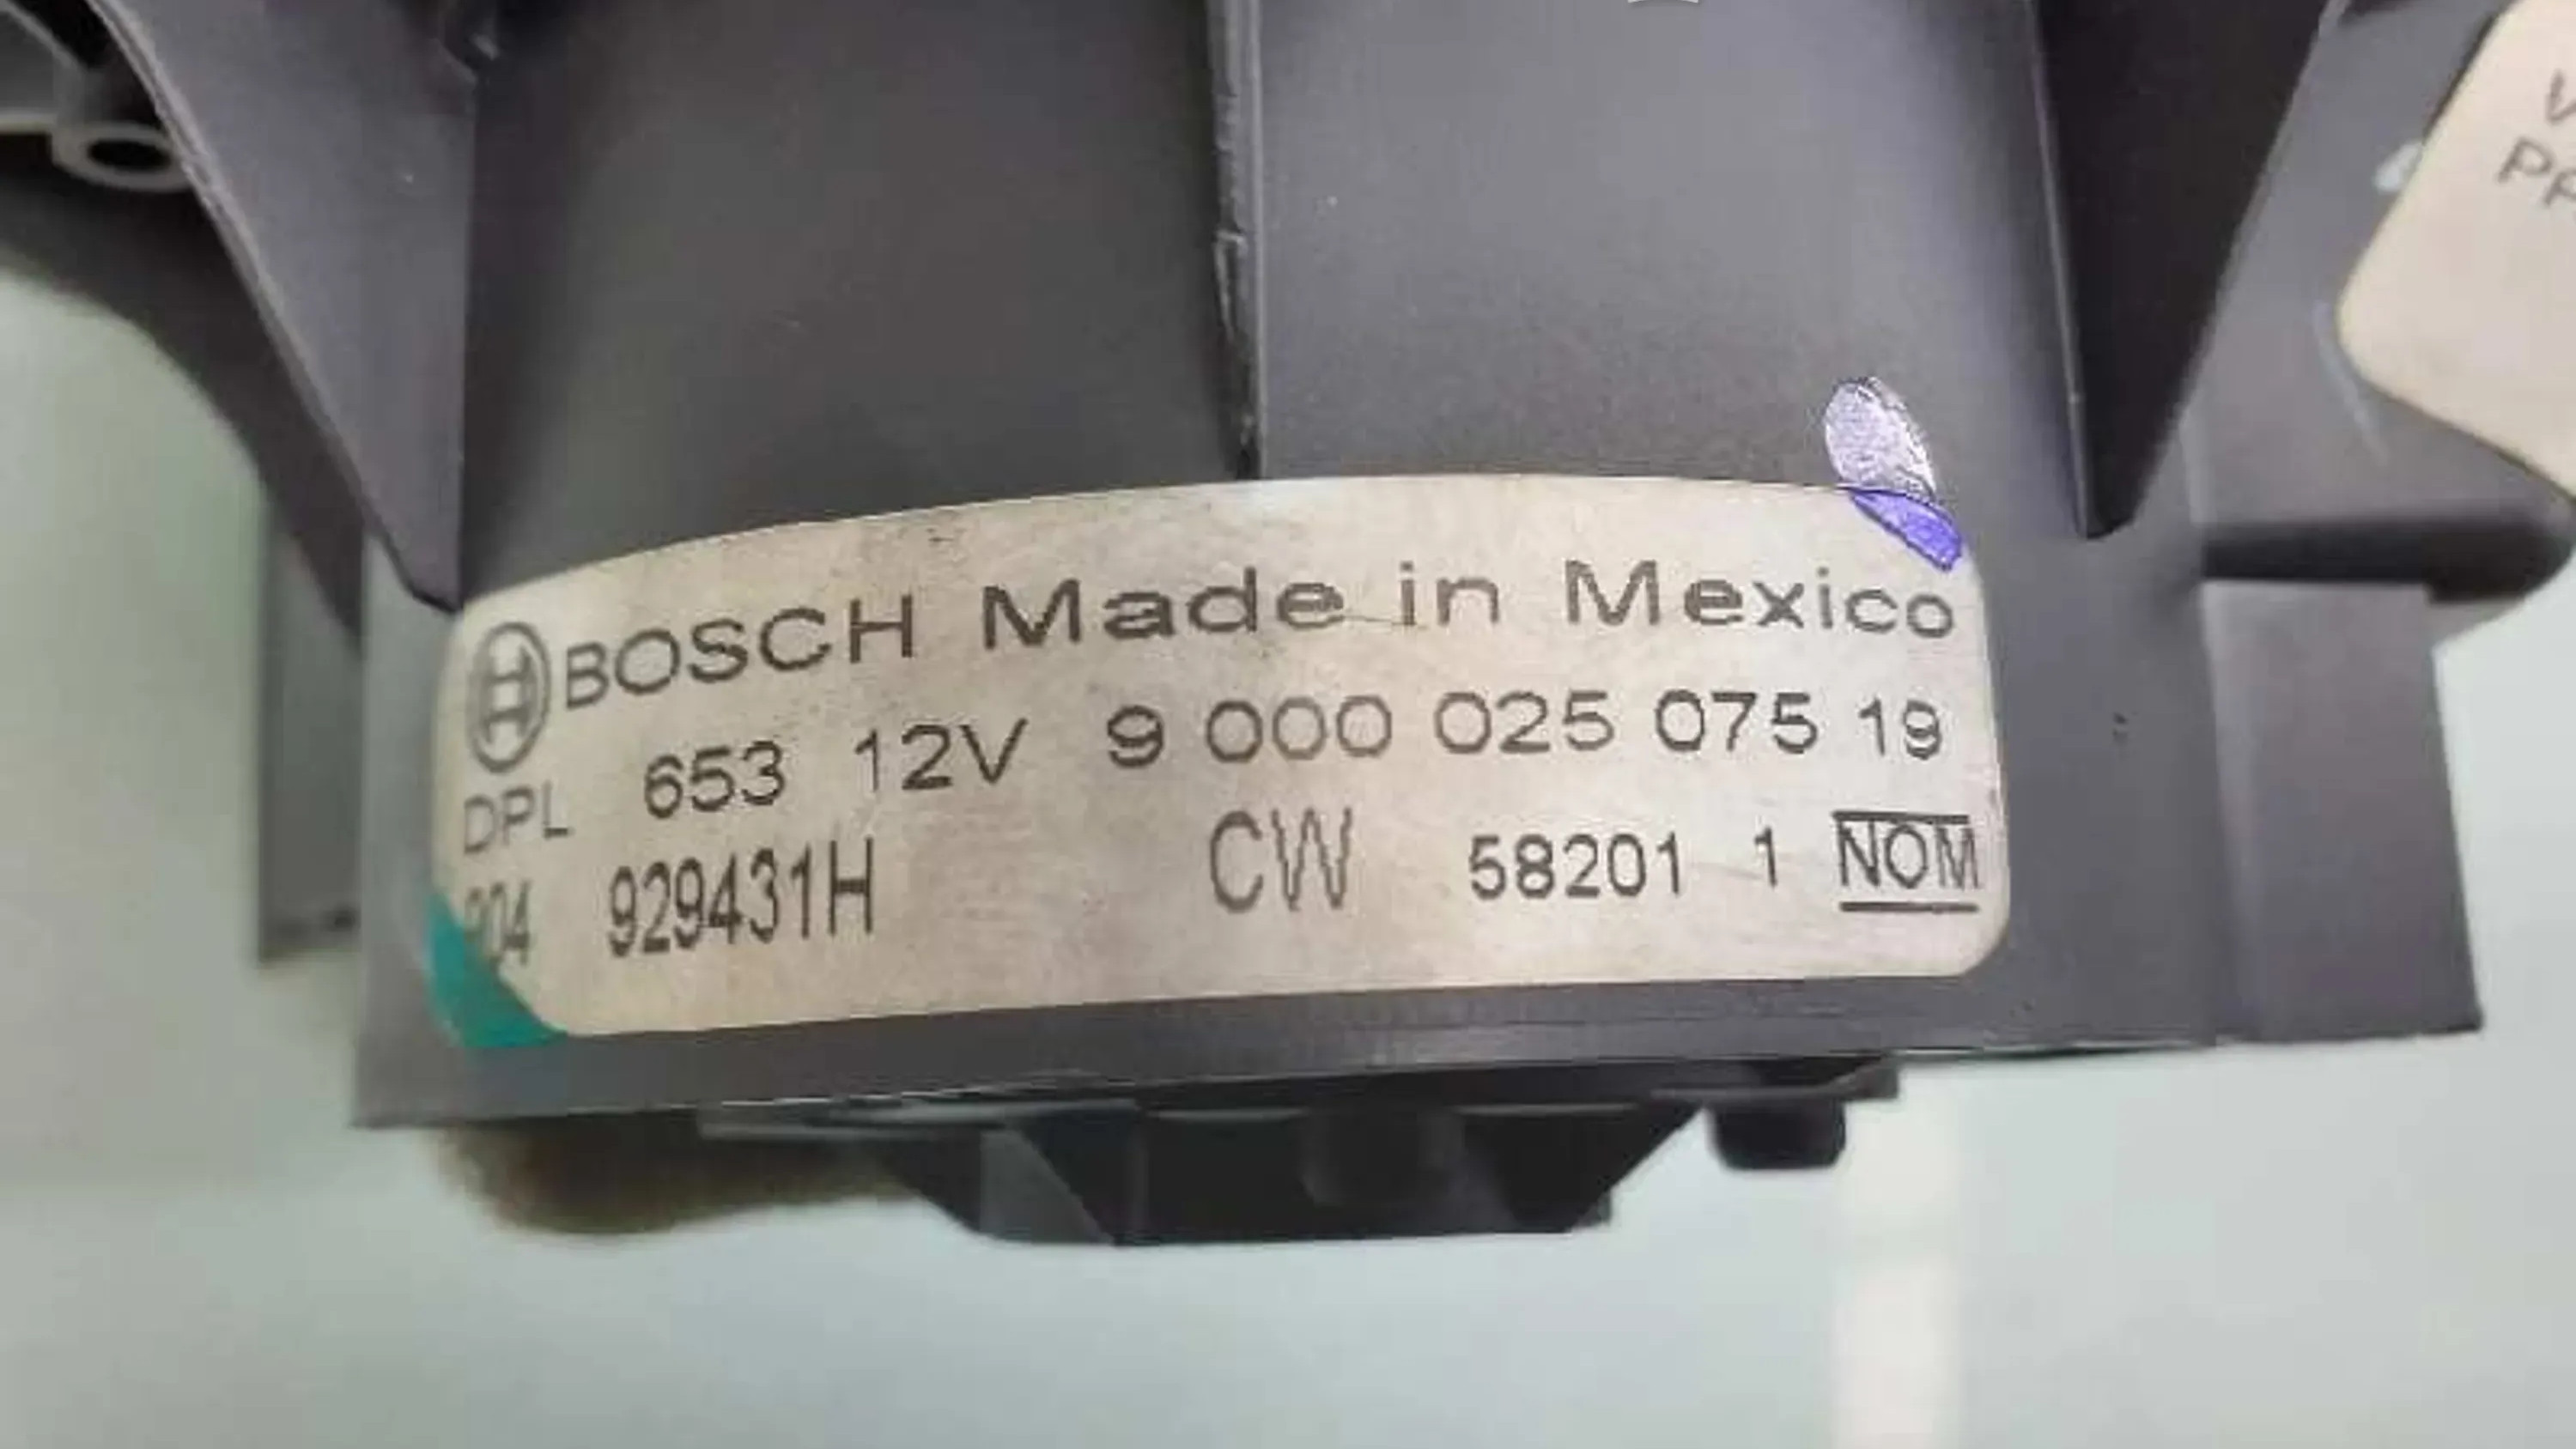 BOSCH Made in Mexico
DPL 653 12V 9 000 025 075 19
929431H CW 58201 1 NOM